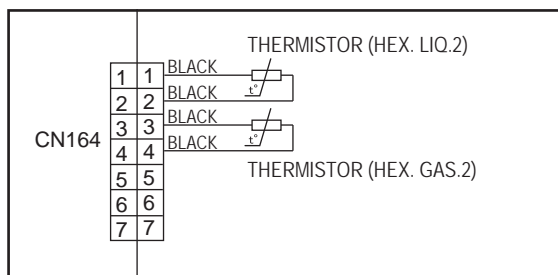 THERMISTOR (HEX. LIQ.2)
1 1 BLACK
t°
2 2 BLACK
3 3 BLACK
CN164
t°
4 4 BLACK
THERMISTOR (HEX. GAS.2)
5 5
6 6
7 7